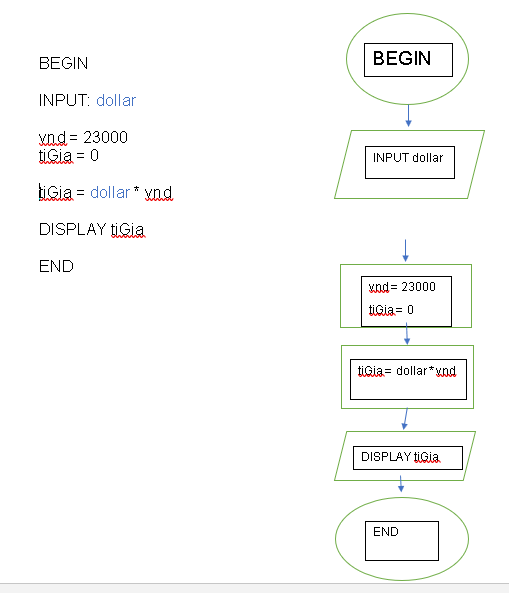 BEGIN
INPUT: dollar
vnd = 23000
tiGia = 0
tiGia = dollar * vnd
DISPLAY tiGia
END
BEGIN
INPUT dollar
vnd = 23000
tiGia = 0
tiGia = dollar * vnd
DISPLAY tiGia
END